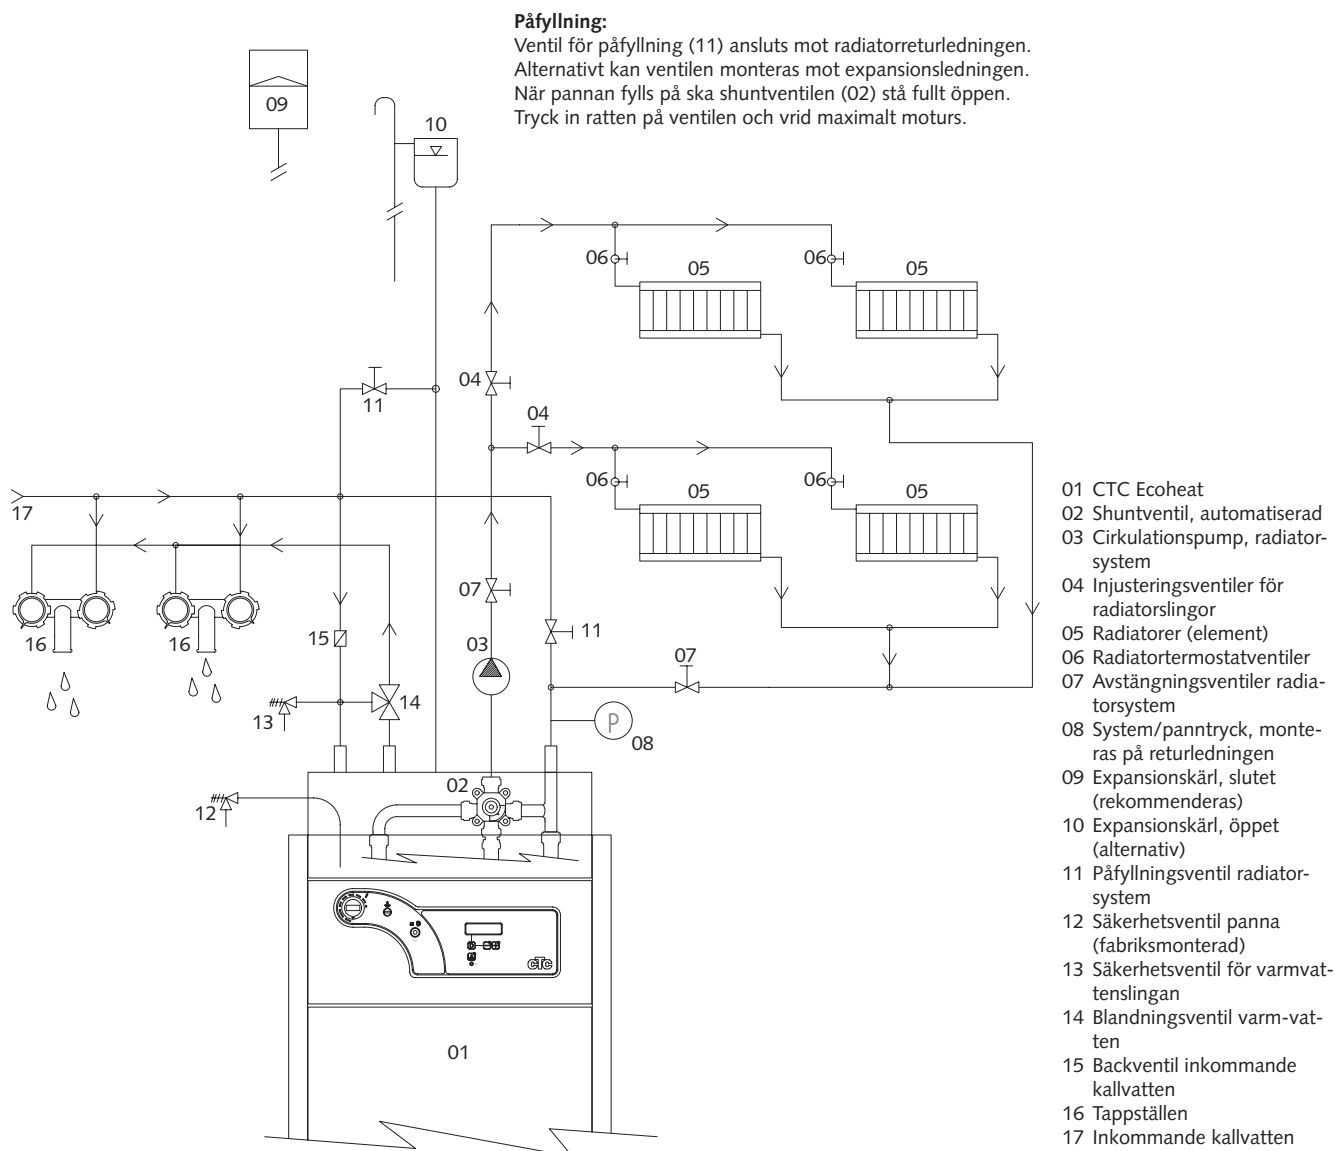 Påfyllning:
Ventil för påfyllning (11) ansluts mot radiatorreturledningen.
Alternativt kan ventilen monteras mot expansionsledningen.
När pannan fylls på ska shuntventilen (02) stå fullt öppen.
Tryck in ratten på ventilen och vrid maximalt moturs.
09
10
06
05
06
05
04
11
04
06
05
06
05
17
16
16
15
07
03
11
07
13
14
P
08
12
02
CTC
01
01 CTC Ecoheat
02 Shuntventil, automatiserad
03 Cirkulationspump, radiator-
system
04 Injusteringsventiler för
radiatorslingor
05 Radiatorer (element)
06 Radiatortermostatventiler
07 Avstängningsventiler radia-
torsystem
08 System/panntryck, monte-
ras på returledningen
09 Expansionskärl, slutet
(rekommenderas)
10 Expansionskärl, öppet
(alternativ)
11 Påfyllningsventil radiator-
system
12 Säkerhetsventil panna
(fabriksmonterad)
13 Säkerhetsventil för varmvat-
tenslingan
14 Blandningsventil varm-vat-
ten
15 Backventil inkommande
kallvatten
16 Tappställen
17 Inkommande kallvatten